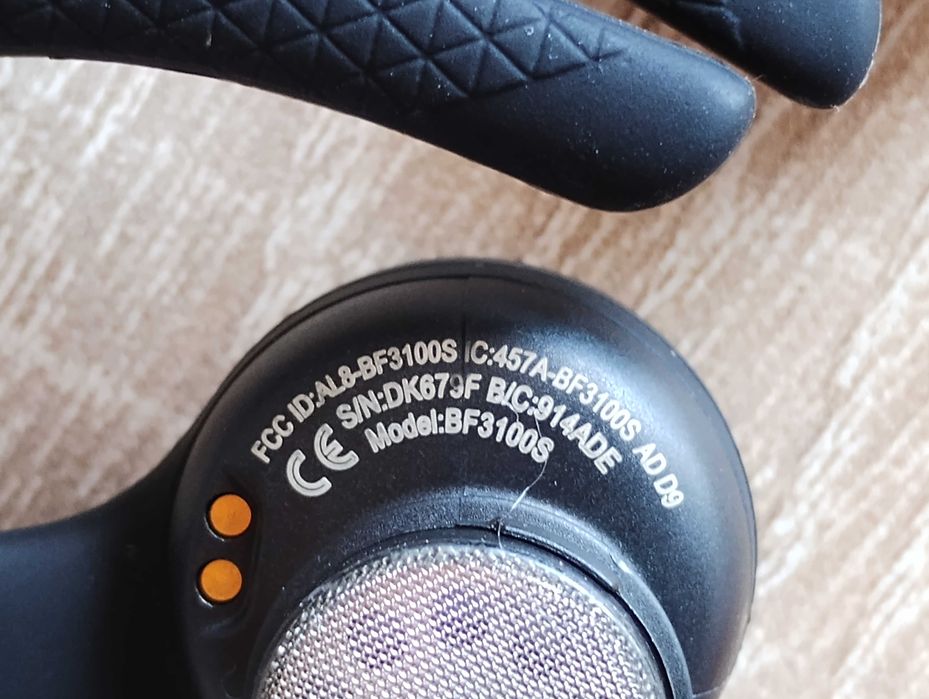 FCC ID:AL8-BF3100S IC:457A-BF3100S AD D9
S/N:DK679F B/C:914ADE
CE Model:BF3100S